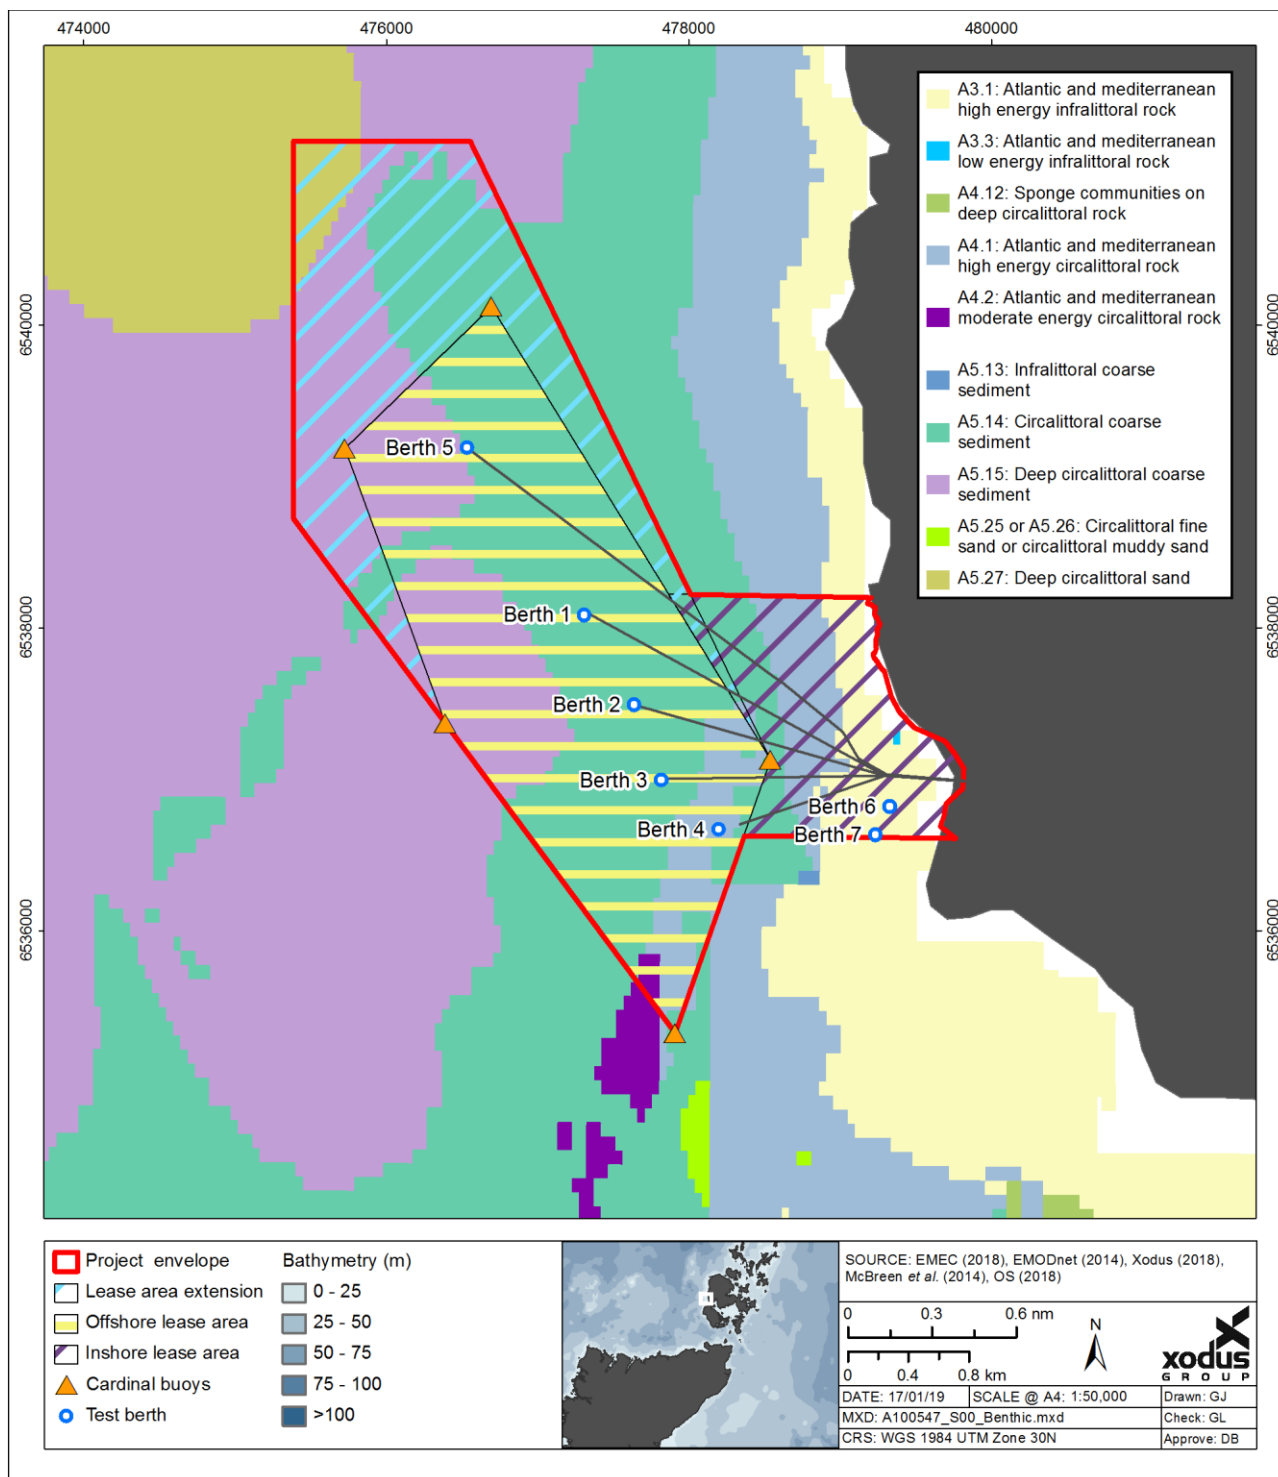 474000 476000 478000 480000
6540000 6540000
6538000 6538000
6536000 6536000
A3.1: Atlantic and mediterranean
high energy infralittoral rock
A3.3: Atlantic and mediterranean
low energy infralittoral rock
A4.12: Sponge communities on
deep circalittoral rock
A4.1: Atlantic and mediterranean
high energy circalittoral rock
A4.2: Atlantic and mediterranean
moderate energy circalittoral rock
A5.13: Infralittoral coarse
sediment
A5.14: Circalittoral coarse
sediment
A5.15: Deep circalittoral coarse
sediment
A5.25 or A5.26: Circalittoral fine
sand or circalittoral muddy sand
A5.27: Deep circalittoral sand
Berth 5
Berth 1
Berth 2
Berth 3
Berth 6
Berth 4
Berth 7
Project envelope
Lease area extension
Offshore lease area
Inshore lease area
Cardinal buoys
Test berth
Bathymetry (m)
0 - 25
25 - 50
50 - 75
75 - 100
>100
SOURCE: EMEC (2018), EMODnet (2014), Xodus (2018),
McBreen et al. (2014), OS (2018)
0 0.3 0.6 nm
0 0.4 0.8 km
N
xodus
GROUP
DATE: 17/01/19 SCALE @ A4: 1:50,000 Drawn: GJ
MXD: A100547_S00_Benthic.mxd Check: GL
CRS: WGS 1984 UTM Zone 30N Approve: DB